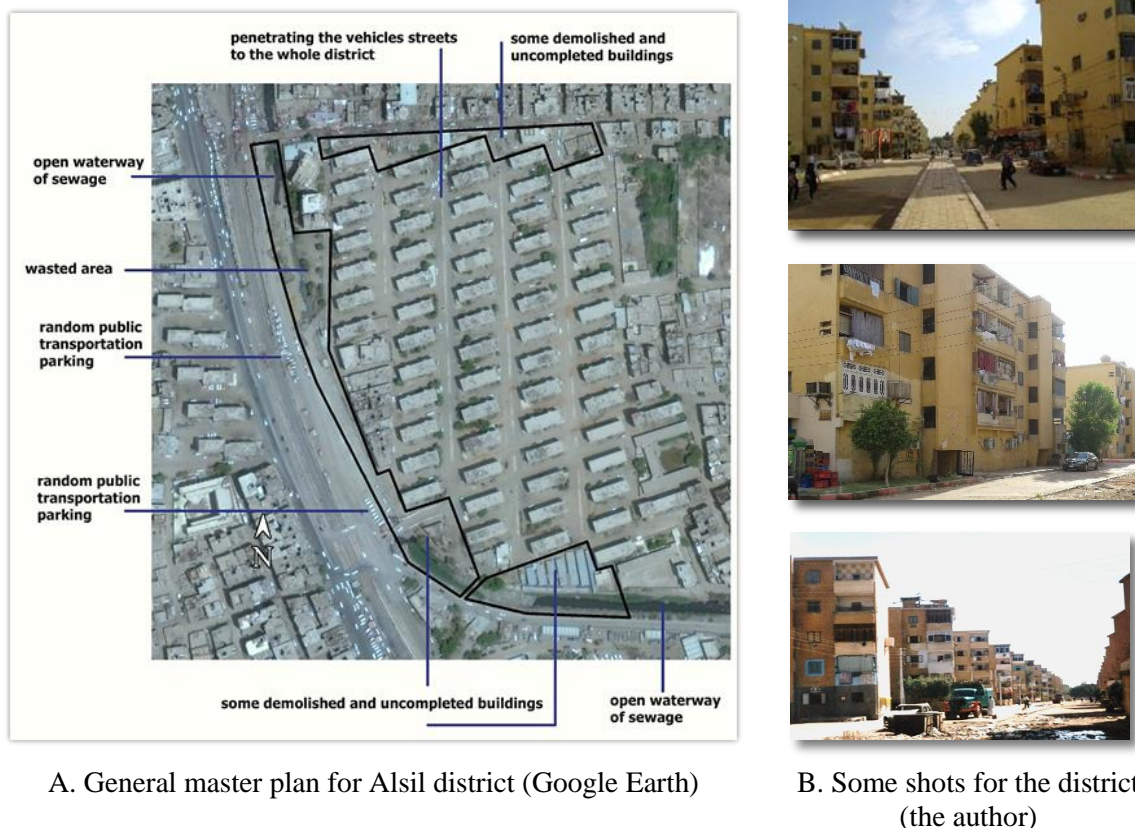 penetrating the vehicles streets
to the whole district
some demolished and
uncompleted buildings
open waterway
of sewage
wasted area
random public
transportation
parking
random public
transportation
parking
N
some demolished and uncompleted buildings
open waterway
of sewage
A. General master plan for Alsil district (Google Earth)
B. Some shots for the district
(the author)